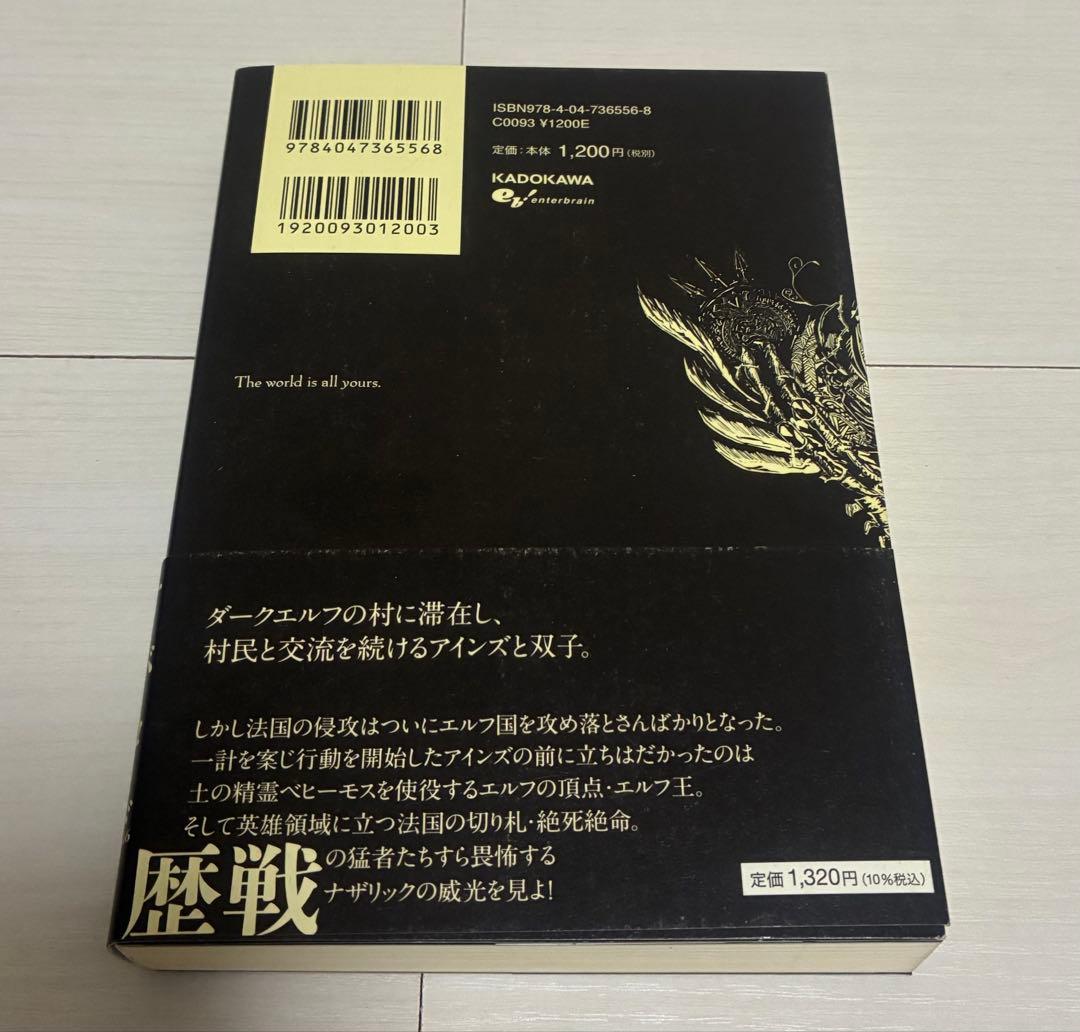 9784047365568
1920093012003
ISBN978-4-04-736556-8
C0093 ¥1200E
定価：本体 1,200円（税別）
KADOKAWA
eb! enterbrain
The world is all yours.
ダークエルフの村に滞在し、
村民と交流を続けるアインズと双子。
しかし法国の侵攻はついにエルフ国を攻め落とさんばかりとなった。
一計を案じ行動を開始したアインズの前に立ちはだかったのは
土の精霊ベヒーモスを使役するエルフの頂点・エルフ王。
そして英雄領域に立つ法国の切り札・絶死絶命。
歴戦の猛者たちすら畏怖する
ナザリックの威光を見よ！
定価 1,320円（10％税込）